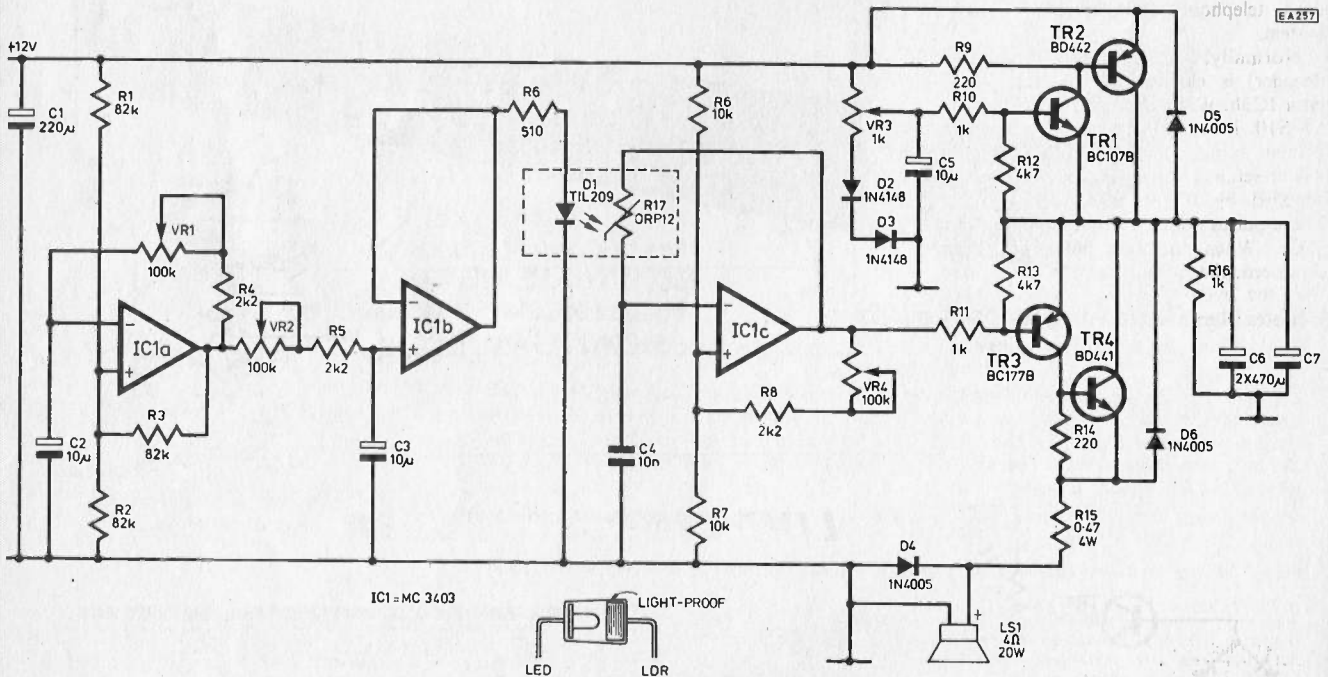 EA257
+12V
TR2
BD442
R9
220
R1
82k
C1
220µ
R6
10k
R6
510
VR3
1k
R10
1k
D5
1N4005
TR1
BC107B
C5
10µ
R12
4k7
D1
TIL209
R17
ORP12
D2
1N4148
D3
1N4148
VR1
100k
R4
2k2
R13
4k7
R16
1k
VR2
100k
R5
2k2
IC1a
IC1b
IC1c
R11
1k
TR3
BC177B
TR4
BD441
C6
C7
2X470µ
VR4
100k
R8
2k2
R3
82k
C2
10µ
C3
10µ
C4
10n
R14
220
D6
1N4005
R2
82k
R7
10k
R15
0·47
4W
D4
1N4005
IC1 = MC 3403
LIGHT-PROOF
LED
LDR
+
LS1
4Ω
20W